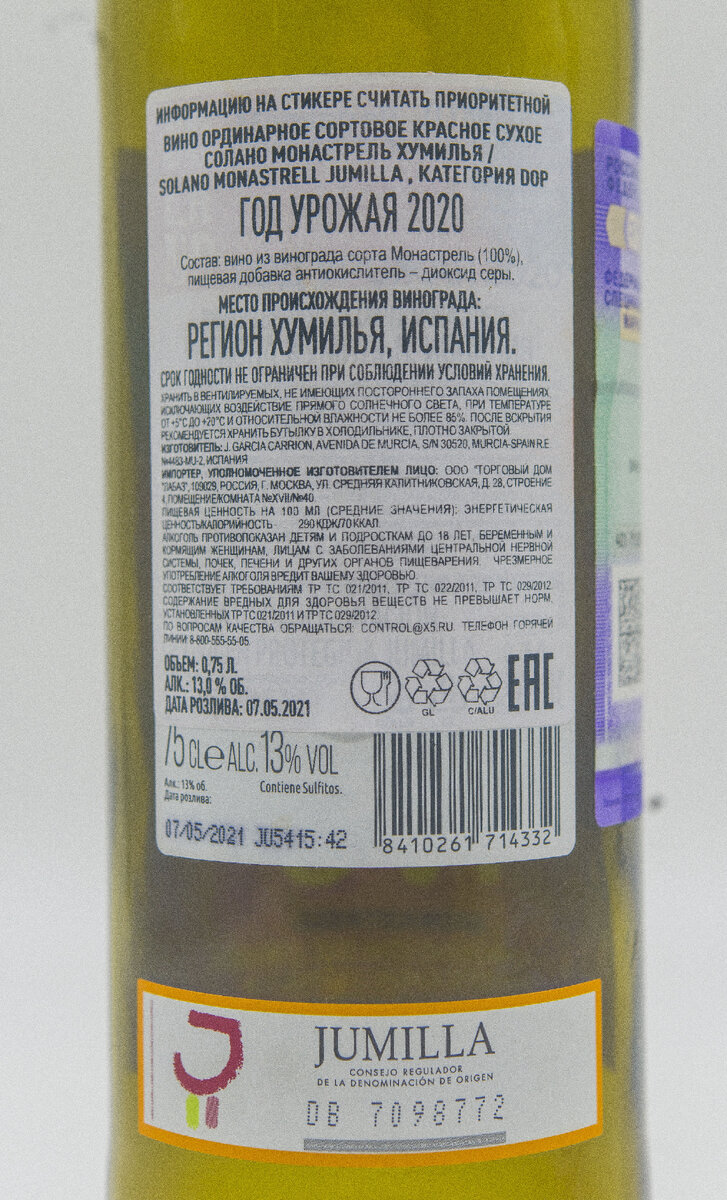 ИНФОРМАЦИЮ НА СТИКЕРЕ СЧИТАТЬ ПРИОРИТЕТНОЙ
ВИНО ОРДИНАРНОЕ СОРТОВОЕ КРАСНОЕ СУХОЕ
СОЛАНО МОНАСТРЕЛЬ ХУМИЛЬЯ /
SOLANO MONASTRELL JUMILLA , КАТЕГОРИЯ DOP
ГОД УРОЖАЯ 2020
Состав: вино из винограда сорта Монастрель (100%),
пищевая добавка антиокислитель – диоксид серы.
МЕСТО ПРОИСХОЖДЕНИЯ ВИНОГРАДА:
РЕГИОН ХУМИЛЬЯ, ИСПАНИЯ.
СРОК ГОДНОСТИ НЕ ОГРАНИЧЕН ПРИ СОБЛЮДЕНИИ УСЛОВИЙ ХРАНЕНИЯ.
ХРАНИТЬ В ВЕНТИЛИРУЕМЫХ, НЕ ИМЕЮЩИХ ПОСТОРОННЕГО ЗАПАХА ПОМЕЩЕНИЯХ,
ИСКЛЮЧАЮЩИХ ВОЗДЕЙСТВИЕ ПРЯМОГО СОЛНЕЧНОГО СВЕТА, ПРИ ТЕМПЕРАТУРЕ
ОТ +5°С ДО +20°С И ОТНОСИТЕЛЬНОЙ ВЛАЖНОСТИ НЕ БОЛЕЕ 85%. ПОСЛЕ ВСКРЫТИЯ
РЕКОМЕНДУЕТСЯ ХРАНИТЬ БУТЫЛКУ В ХОЛОДИЛЬНИКЕ, ПЛОТНО ЗАКРЫТОЙ
ИЗГОТОВИТЕЛЬ: J. GARCIA CARRION, AVENIDA DE MURCIA, S/N 30520, MURCIA-SPAIN R.E
№4483-MU-2, ИСПАНИЯ
ИМПОРТЕР, УПОЛНОМОЧЕННОЕ ИЗГОТОВИТЕЛЕМ ЛИЦО: ООО "ТОРГОВЫЙ ДОМ
"ЛАБАЗ", 109029, РОССИЯ, Г. МОСКВА, УЛ. СРЕДНЯЯ КАЛИТНИКОВСКАЯ, Д. 28, СТРОЕНИЕ
4, ПОМЕЩЕНИЕ/КОМНАТА №XVII/№40.
ПИЩЕВАЯ ЦЕННОСТЬ НА 100 МЛ (СРЕДНИЕ ЗНАЧЕНИЯ): ЭНЕРГЕТИЧЕСКАЯ
ЦЕННОСТЬ/КАЛОРИЙНОСТЬ 290 КДЖ/70 ККАЛ.
АЛКОГОЛЬ ПРОТИВОПОКАЗАН ДЕТЯМ И ПОДРОСТКАМ ДО 18 ЛЕТ, БЕРЕМЕННЫМ И
КОРМЯЩИМ ЖЕНЩИНАМ, ЛИЦАМ С ЗАБОЛЕВАНИЯМИ ЦЕНТРАЛЬНОЙ НЕРВНОЙ
СИСТЕМЫ, ПОЧЕК, ПЕЧЕНИ И ДРУГИХ ОРГАНОВ ПИЩЕВАРЕНИЯ. ЧРЕЗМЕРНОЕ
УПОТРЕБЛЕНИЕ АЛКОГОЛЯ ВРЕДИТ ВАШЕМУ ЗДОРОВЬЮ.
СООТВЕТСТВУЕТ ТРЕБОВАНИЯМ ТР ТС 021/2011, ТР ТС 022/2011, ТР ТС 029/2012.
СОДЕРЖАНИЕ ВРЕДНЫХ ДЛЯ ЗДОРОВЬЯ ВЕЩЕСТВ НЕ ПРЕВЫШАЕТ НОРМ,
УСТАНОВЛЕННЫХ ТР ТС 021/2011 И ТР ТС 029/2012.
ПО ВОПРОСАМ КАЧЕСТВА ОБРАЩАТЬСЯ: CONTROL@X5.RU. ТЕЛЕФОН ГОРЯЧЕЙ
ЛИНИИ: 8-800-555-55-05.
ОБЪЕМ: 0,75 Л.
АЛК.: 13,0 % ОБ.
ДАТА РОЗЛИВА: 07.05.2021
GL
C/ALU
EAC
75 CL e ALC. 13% VOL
Алк.: 13% об.
Дата розлива:
Contiene Sulfitos.
07/05/2021 JU5415:42
8410261 714332
JUMILLA
CONSEJO REGULADOR
DE LA DENOMINACIÓN DE ORIGEN
DB 7098772